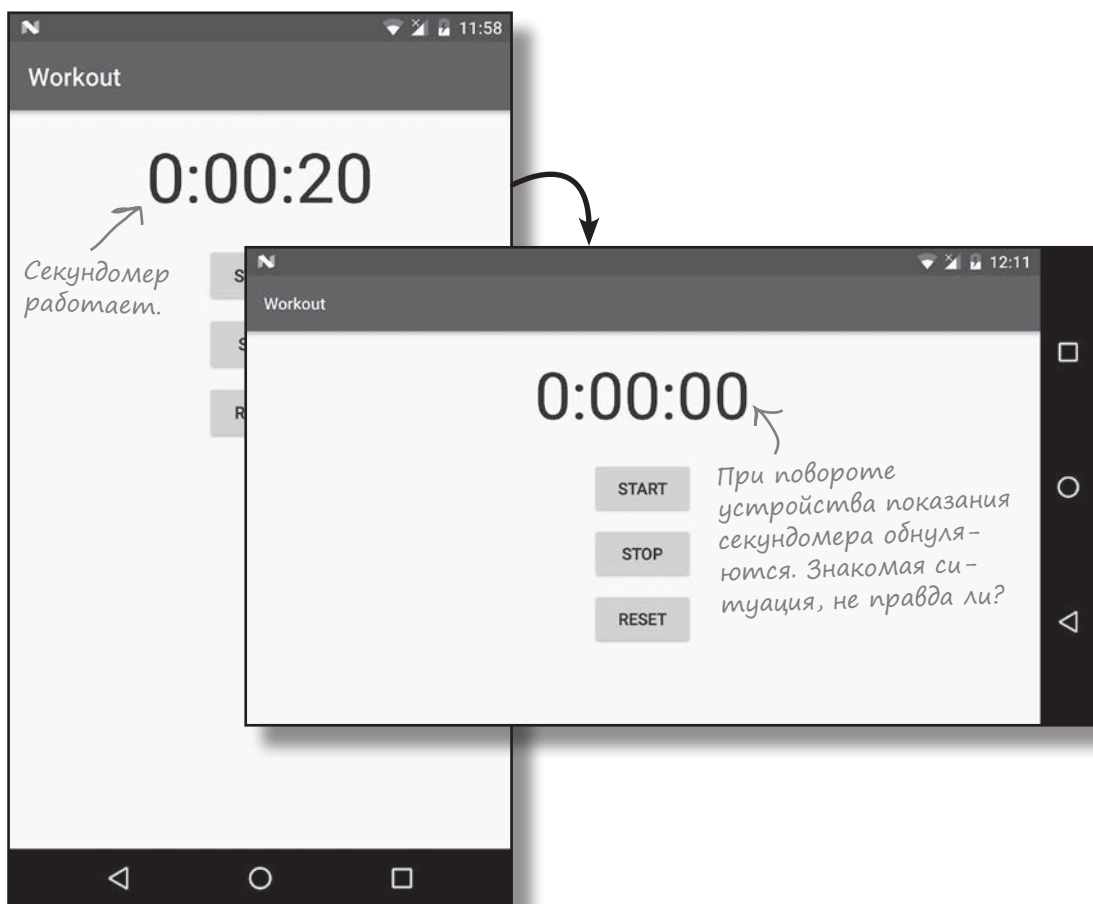 11:58
Workout
0:00:20
Секундомер
работает.
S
S
R
12:11
Workout
0:00:00
START
STOP
RESET
При повороте
устройства показания
секундомера обнуля-
ются. Знакомая си-
туация, не правда ли?